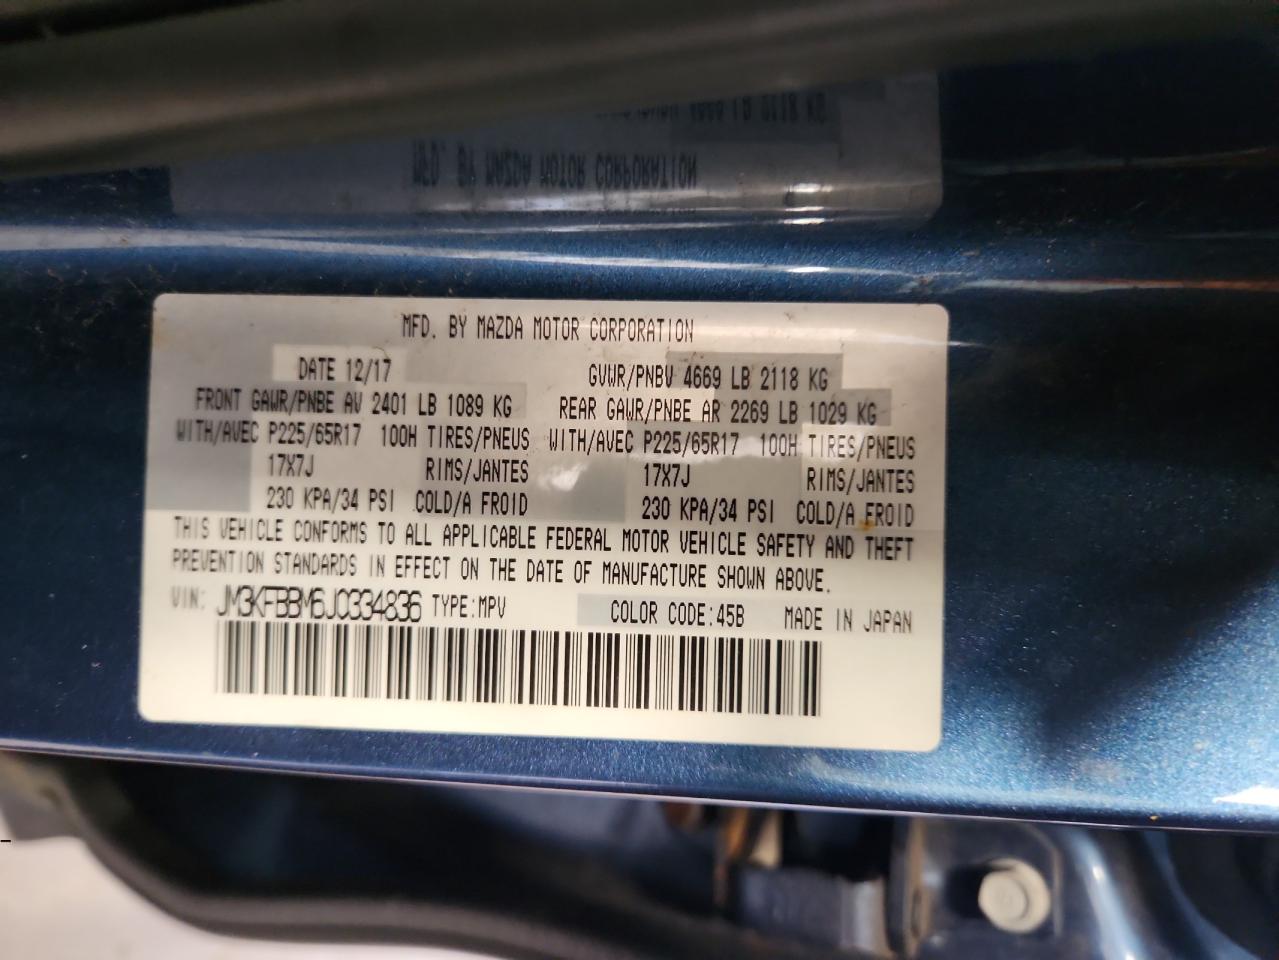 MFD. BY MAZDA MOTOR CORPORATION
DATE 12/17 GVWR/PNBV 4669 LB 2118 KG
FRONT GAWR/PNBE AV 2401 LB 1089 KG REAR GAWR/PNBE AR 2269 LB 1029 KG
WITH/AVEC P225/65R17 100H TIRES/PNEUS WITH/AVEC P225/65R17 100H TIRES/PNEUS
17X7J RIMS/JANTES 17X7J RIMS/JANTES
230 KPA/34 PSI COLD/A FROID 230 KPA/34 PSI COLD/A FROID
THIS VEHICLE CONFORMS TO ALL APPLICABLE FEDERAL MOTOR VEHICLE SAFETY AND THEFT
PREVENTION STANDARDS IN EFFECT ON THE DATE OF MANUFACTURE SHOWN ABOVE.
VIN: JM3KFBBM6J0334836 TYPE:MPV COLOR CODE:45B MADE IN JAPAN